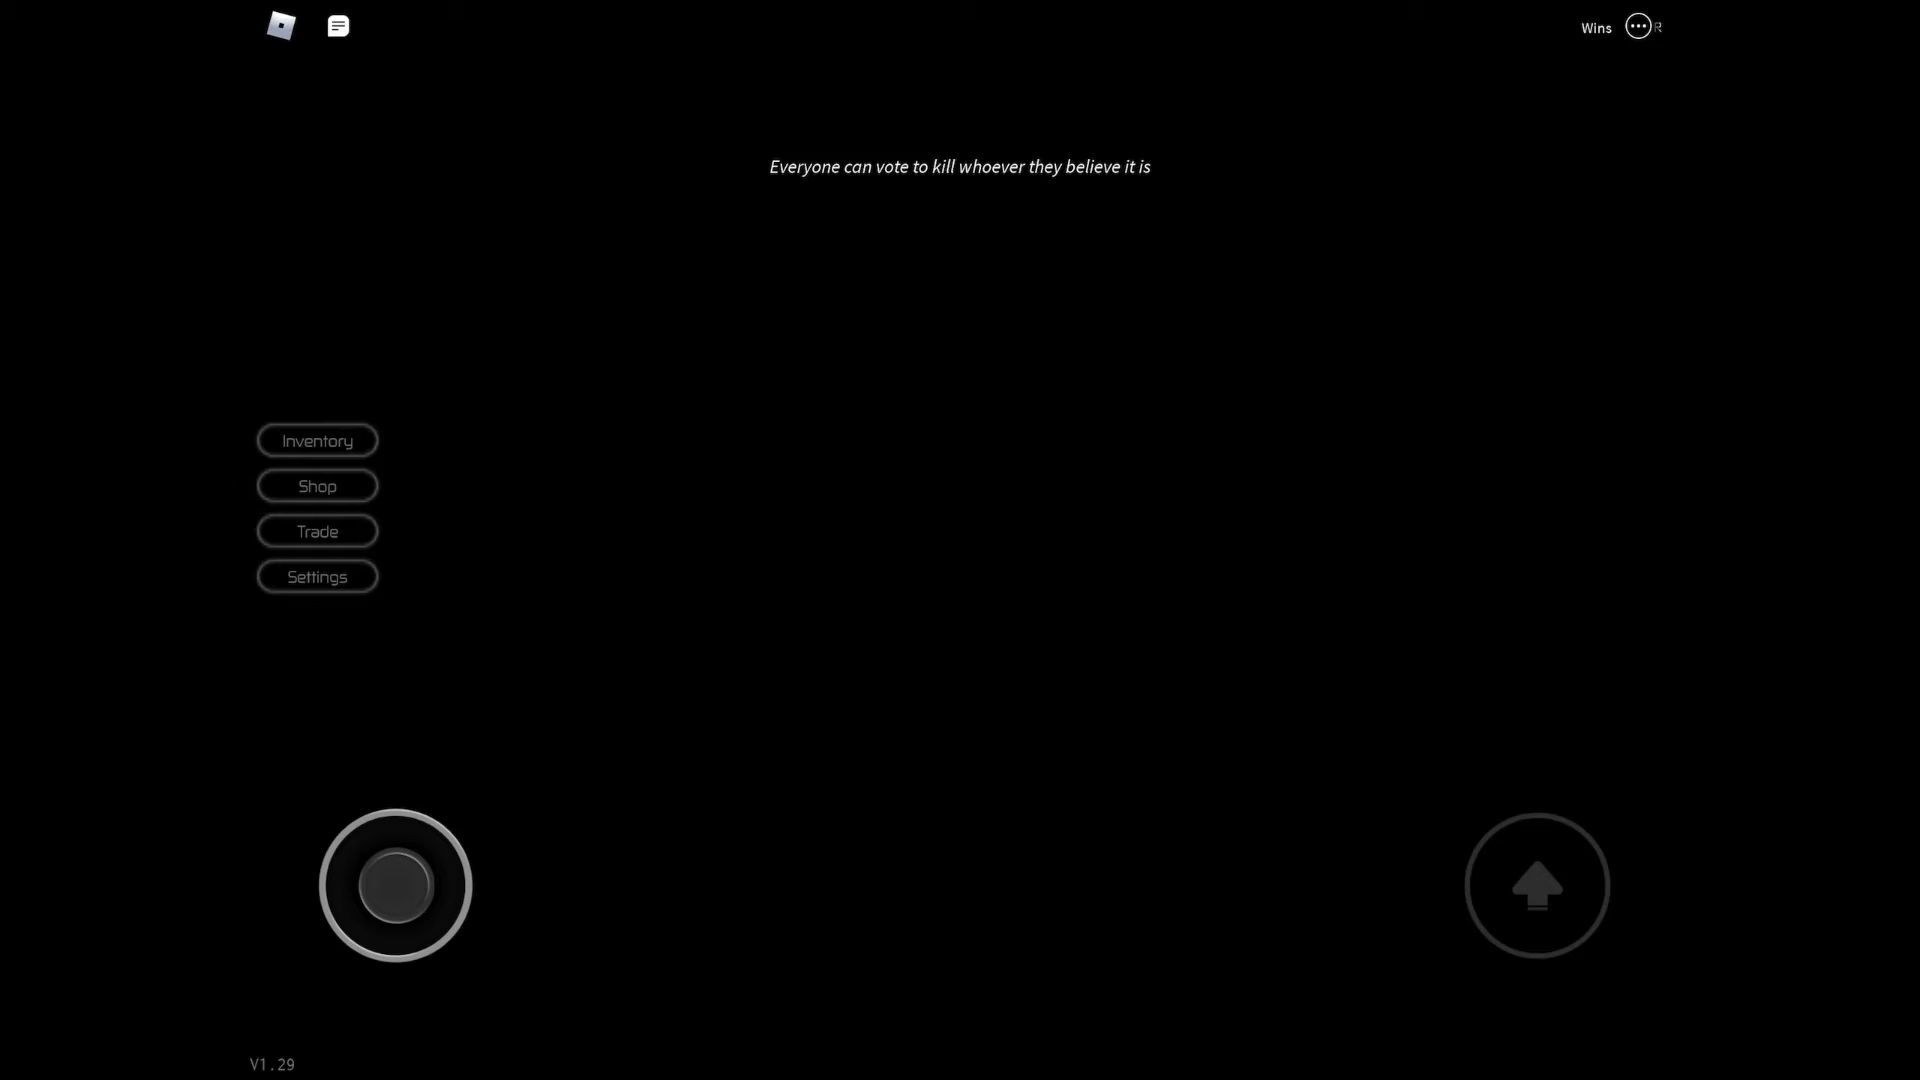 Wins
R
Everyone can vote to kill whoever they believe it is
Inventory
Shop
Trade
Settings
V1.29